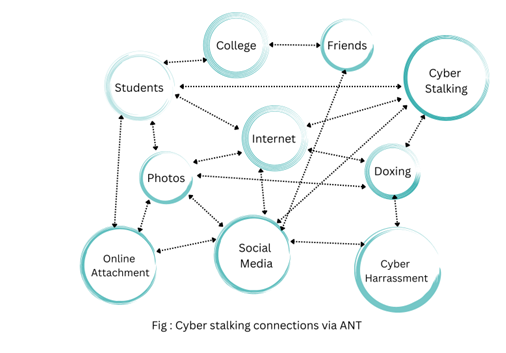 College
Friends
Cyber
Stalking
Students
Internet
Doxing
Photos
Online
Attachment
Social
Media
Cyber
Harrassment
Fig : Cyber stalking connections via ANT